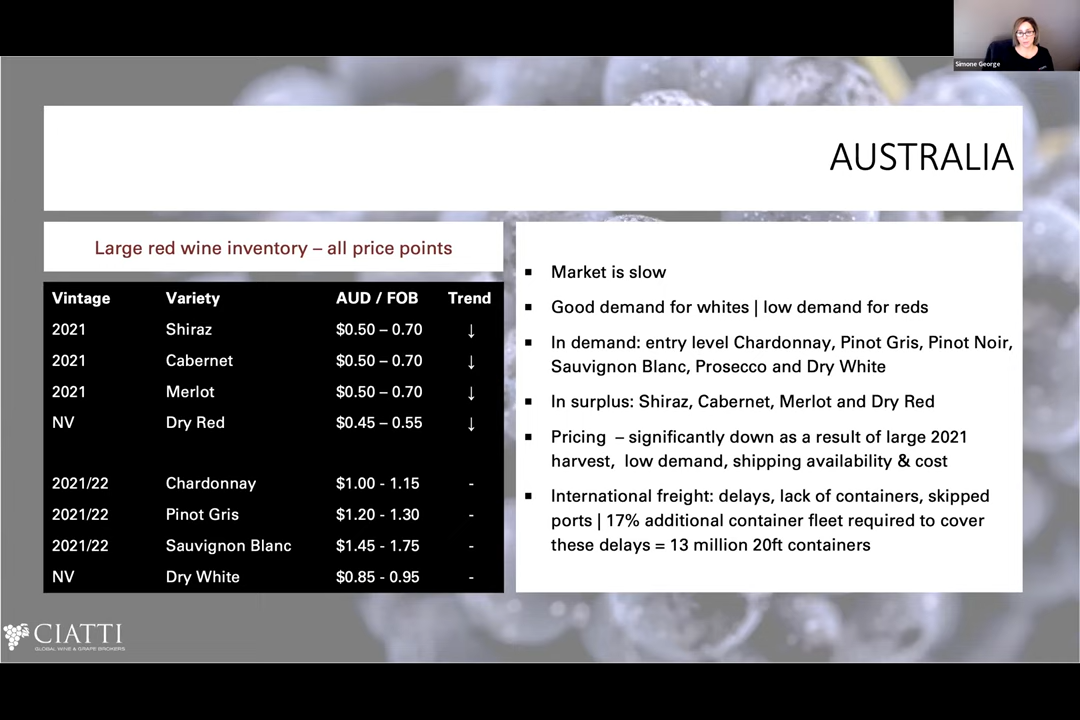 Simone George
AUSTRALIA
Large red wine inventory – all price points
Vintage Variety AUD / FOB Trend
2021 Shiraz $0.50 – 0.70 ↓
2021 Cabernet $0.50 – 0.70 ↓
2021 Merlot $0.50 – 0.70 ↓
NV Dry Red $0.45 – 0.55 ↓
2021/22 Chardonnay $1.00 - 1.15 -
2021/22 Pinot Gris $1.20 - 1.30 -
2021/22 Sauvignon Blanc $1.45 - 1.75 -
NV Dry White $0.85 - 0.95 -
▪ Market is slow
▪ Good demand for whites | low demand for reds
▪ In demand: entry level Chardonnay, Pinot Gris, Pinot Noir,
Sauvignon Blanc, Prosecco and Dry White
▪ In surplus: Shiraz, Cabernet, Merlot and Dry Red
▪ Pricing – significantly down as a result of large 2021
harvest, low demand, shipping availability & cost
▪ International freight: delays, lack of containers, skipped
ports | 17% additional container fleet required to cover
these delays = 13 million 20ft containers
CIATTI
GLOBAL WINE & GRAPE BROKERS